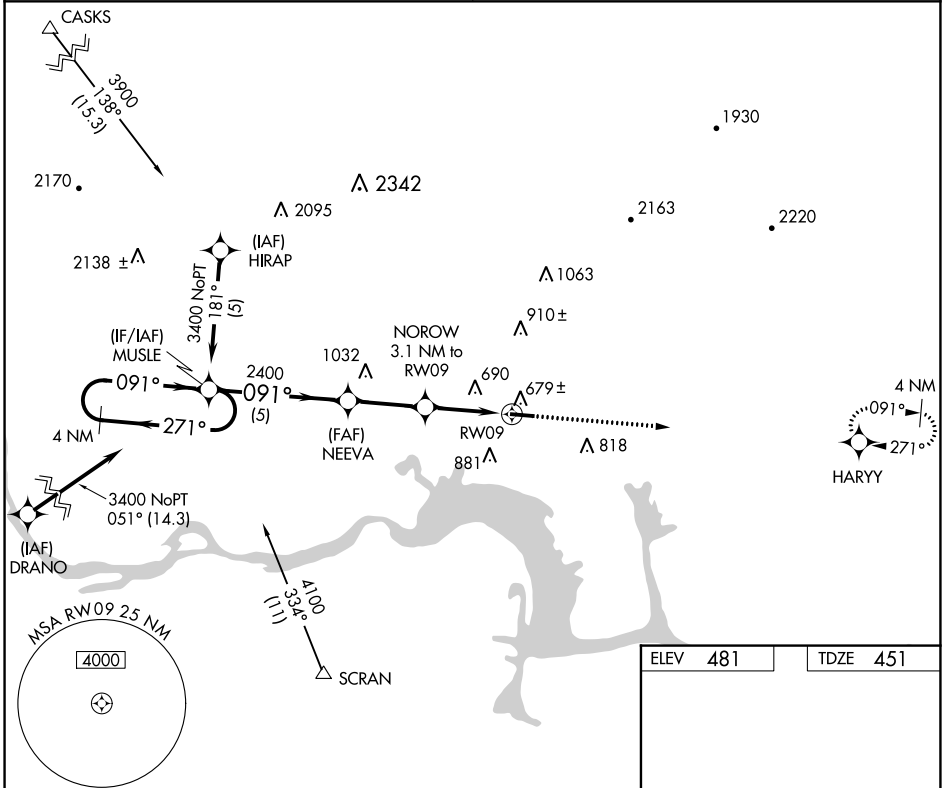 CASKS
3900
138°
(15.3)
1930
2170
2342
2095
2163
2220
(IAF)
HIRAP
2138 ±
1063
3400 NoPT
181°
(5)
910±
NOROW
3.1 NM to
RW09
(IF/IAF)
MUSLE
2400
1032
690
091°
091°
(5)
679±
4 NM
091°
271°
4 NM
271°
(FAF)
NEEVA
RW09
818
881
HARYY
3400 NoPT
051° (14.3)
(IAF)
DRANO
4100
334°
(11)
MSA RW09 25 NM
4000
SCRAN
ELEV 481
TDZE 451